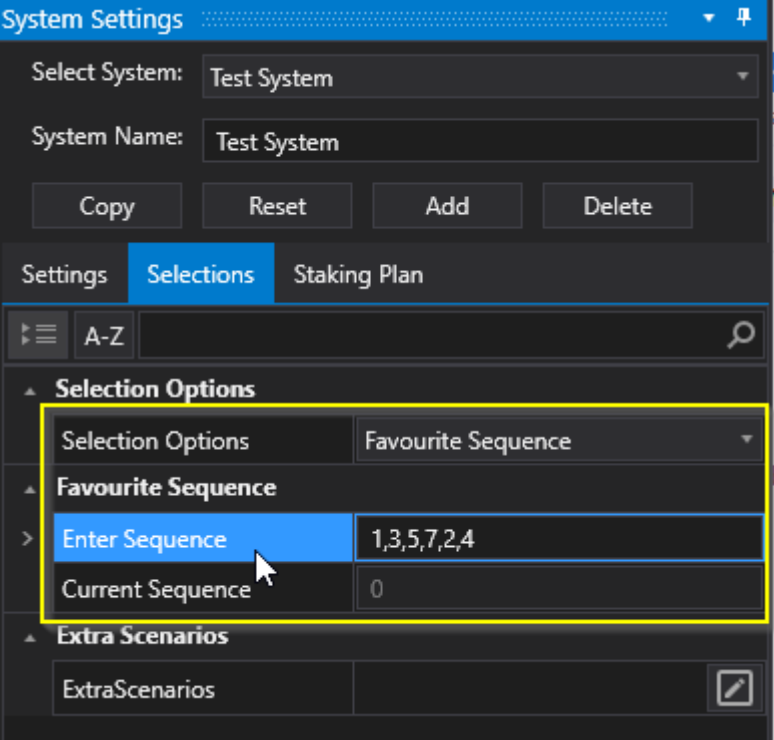 System Settings
Select System: Test System
System Name: Test System
Copy Reset Add Delete
Settings Selections Staking Plan
A-Z
Selection Options
Selection Options Favourite Sequence
Favourite Sequence
Enter Sequence 1,3,5,7,2,4
Current Sequence 0
Extra Scenarios
ExtraScenarios